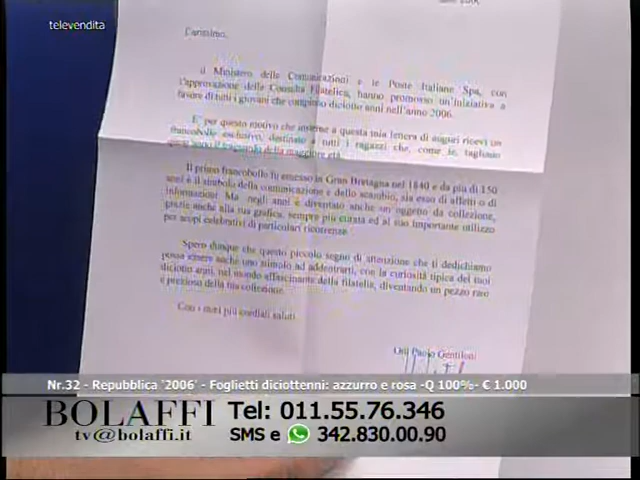 televendita
Carissimo,
il Ministero delle Comunicazioni e le Poste Italiane Spa, con
l'approvazione della Consulta Filatelica, hanno promosso un'iniziativa a
favore di tutti i giovani che compiono diciotto anni nell'anno 2006.
E' per questo motivo che insieme a questa mia lettera di auguri ricevi un
francobollo esclusivo, destinato a tutti i ragazzi che, come te, tagliano
il traguardo della maggiore età.
Il primo francobollo fu emesso in Gran Bretagna nel 1840 e da più di 150
anni è il simbolo della comunicazione e dello scambio, sia esso di affetti o di
informazioni. Ma negli anni è diventato anche un oggetto da collezione,
grazie anche alla sua grafica, sempre più curata ed al suo importante utilizzo
per scopi celebrativi di particolari ricorrenze.
Spero dunque che questo piccolo segno di attenzione che ti dedichiamo
possa essere anche uno stimolo ad addentrarti, con la curiosità tipica dei tuoi
diciotto anni, nel mondo affascinante della filatelia, diventando un pezzo raro
e prezioso della tua collezione.
Con i miei più cordiali saluti
On. Paolo Gentiloni
Nr.32 - Repubblica '2006' - Foglietti diciottenni: azzurro e rosa -Q 100%- € 1.000
BOLAFFI Tel: 011.55.76.346
tv@bolaffi.it SMS e 342.830.00.90